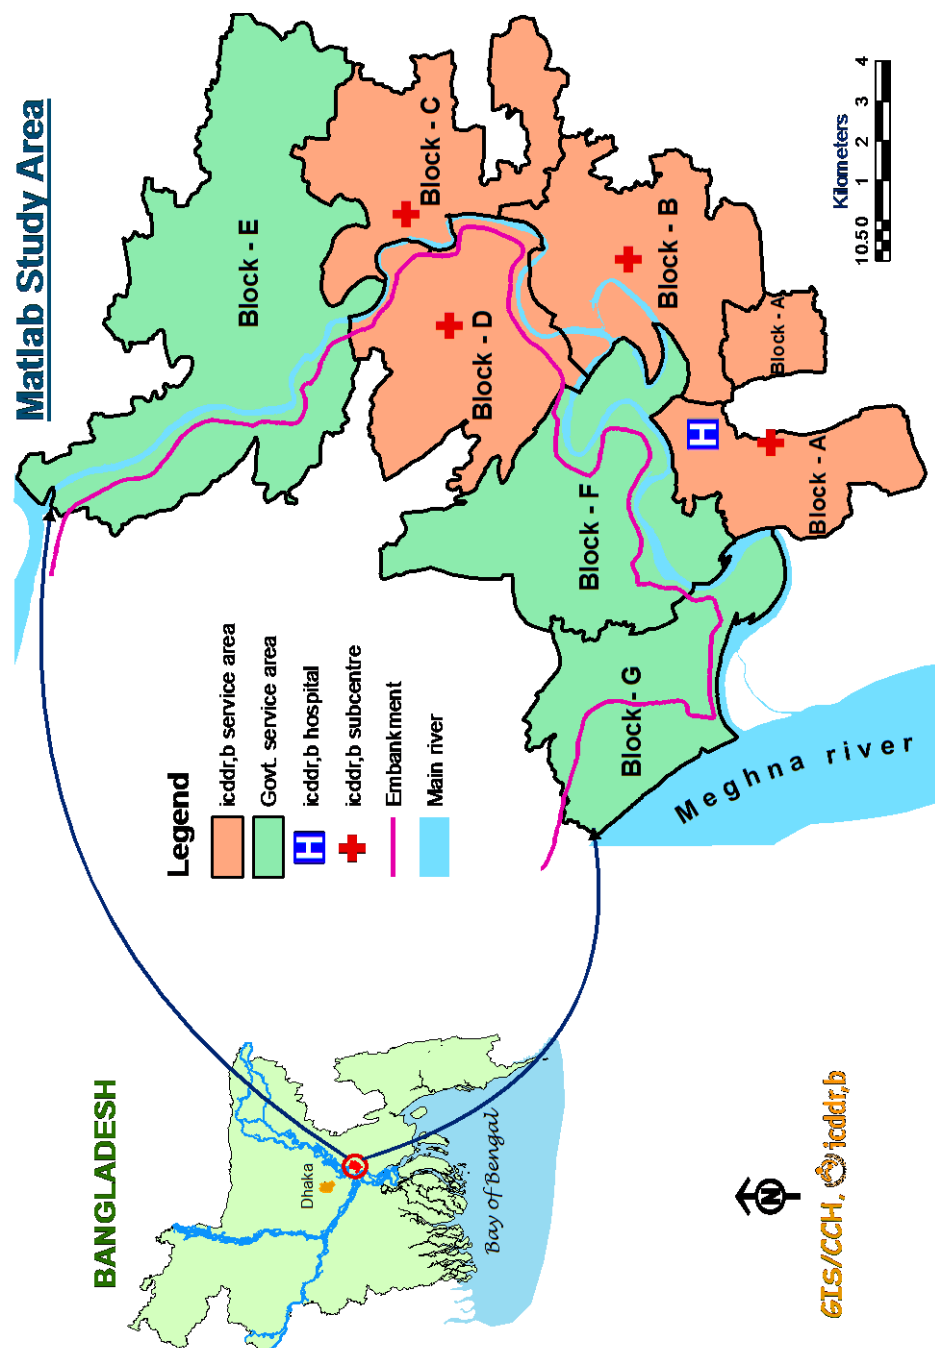 Matlab Study Area
BANGLADESH
Dhaka
Bay of Bengal
Legend
icddr,b service area
Govt. service area
icddr,b hospital
H
icddr,b subcentre
Embankment
Main river
Block - E
Block - C
Block - D
Block - B
Block - F
Block - A
Block - A
Block - G
H
Meghna river
Kilometers
1 0.5 0 1 2 3 4
N
GIS/CCH, icddr,b